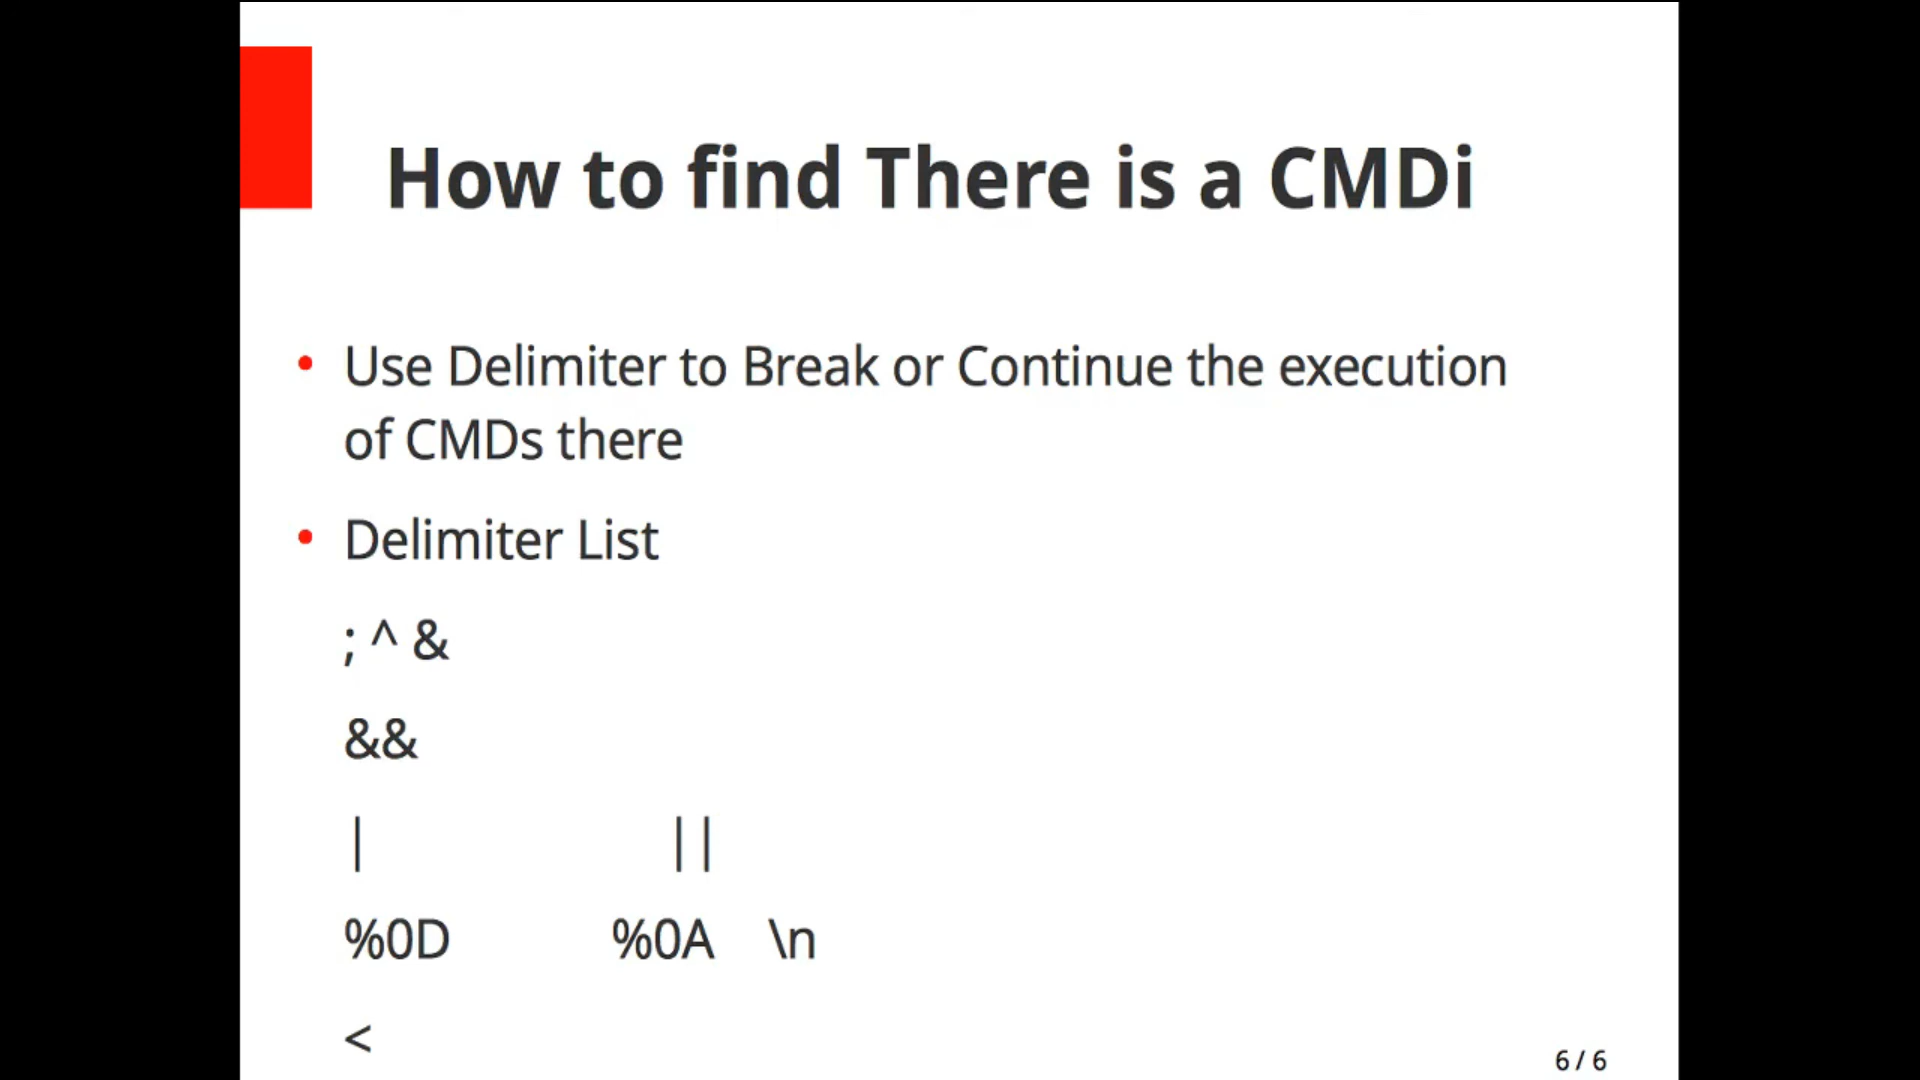 How to find There is a CMDi
• Use Delimiter to Break or Continue the execution
of CMDs there
• Delimiter List
; ^ &
&&
| ||
%0D %0A \n
<
6 / 6